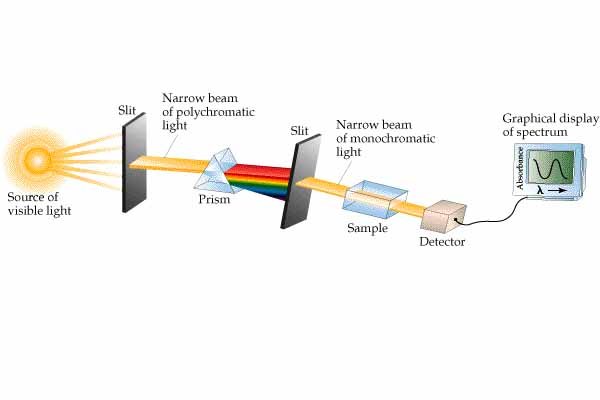 Slit
Narrow beam
of polychromatic
light
Source of
visible light
Prism
Slit
Narrow beam
of monochromatic
light
Sample
Detector
Graphical display
of spectrum
Absorbance
λ